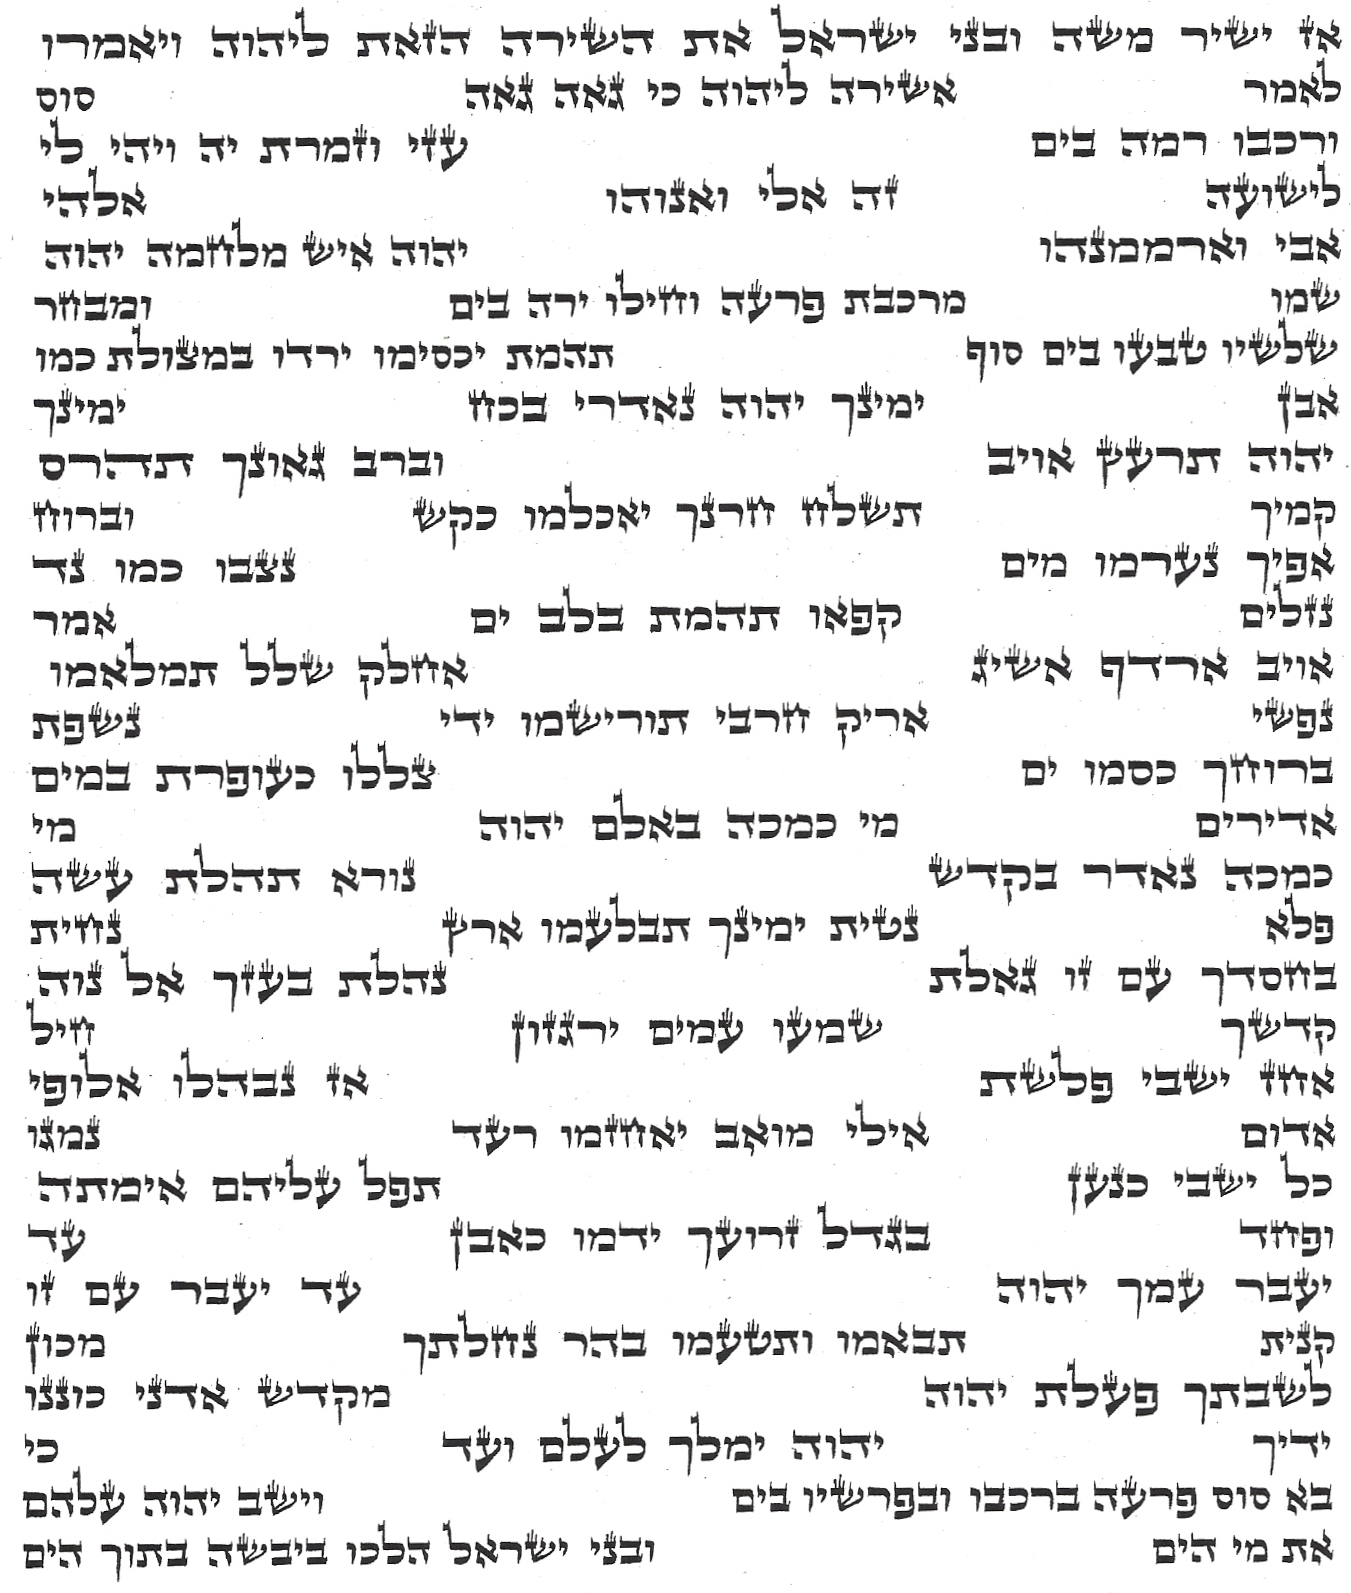 אז ישיר משה ובני ישראל את השירה הזאת ליהוה ויאמרו
לאמר אשירה ליהוה כי גאה גאה סוס
ורכבו רמה בים עזי וזמרת יה ויהי לי
לישועה זה אלי ואנוהו אלהי
אבי וארממנהו יהוה איש מלחמה יהוה
שמו מרכבת פרעה וחילו ירה בים ומבחר
שלשיו טבעו בים סוף תהמת יכסימו ירדו במצולת כמו
אבן ימינך יהוה נאדרי בכח ימינך
יהוה תרעץ אויב וברב גאונך תהרס
קמיך תשלח חרנך יאכלמו כקש וברוח
אפיך נערמו מים נצבו כמו נד
נזלים קפאו תהמת בלב ים אמר
אויב ארדף אשיג אחלק שלל תמלאמו
נפשי אריק חרבי תורישמו ידי נשפת
ברוחך כסמו ים צללו כעופרת במים
אדירים מי כמכה באלם יהוה מי
כמכה נאדר בקדש נורא תהלת עשה
פלא נטית ימינך תבלעמו ארץ נחית
בחסדך עם זו גאלת נהלת בעזך אל נוה
קדשך שמעו עמים ירגזון חיל
אחז ישבי פלשת אז נבהלו אלופי
אדום אילי מואב יאחזמו רעד נמגו
כל ישבי כנען תפל עליהם אימתה
ופחד בגדל זרועך ידמו כאבן עד
יעבר עמך יהוה עד יעבר עם זו
קנית תבאמו ותטעמו בהר נחלתך מכון
לשבתך פעלת יהוה מקדש אדני כוננו
ידיך יהוה ימלך לעלם ועד כי
בא סוס פרעה ברכבו ובפרשיו בים וישב יהוה עלהם
את מי הים ובני ישראל הלכו ביבשה בתוך הים